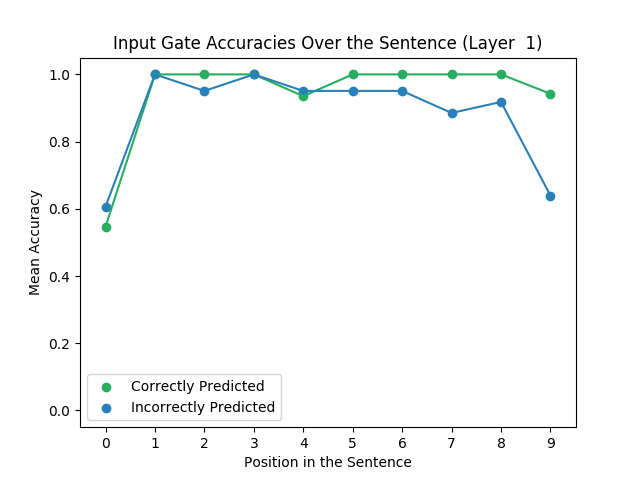 Input Gate Accuracies Over the Sentence (Layer  1)
1.0
0.8
0.6
0.4
0.2
0.0
Mean Accuracy
Correctly Predicted
Incorrectly Predicted
0 1 2 3 4 5 6 7 8 9
Position in the Sentence